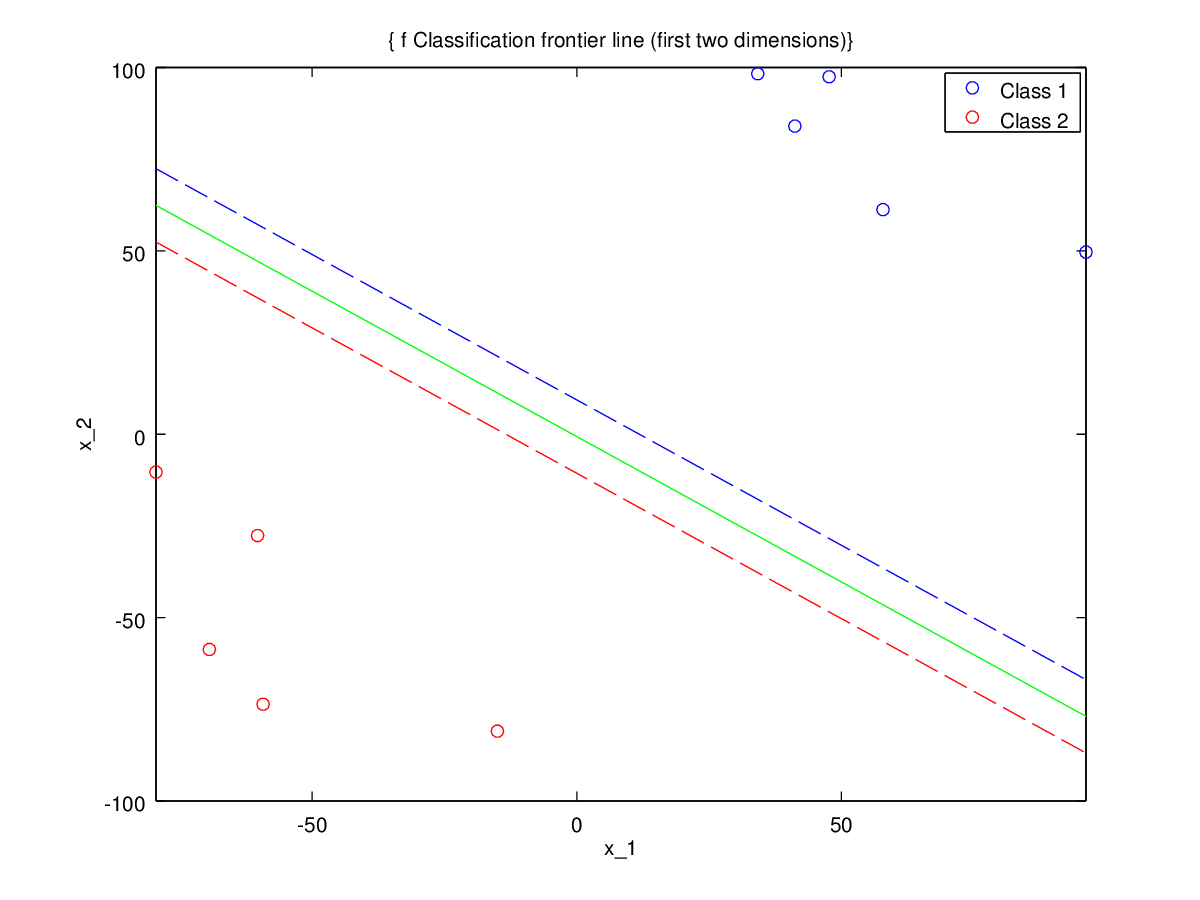 { f Classification frontier line (first two dimensions)}
100
50
0
-50
-100
x_2
Class 1
Class 2
-50
0
50
x_1